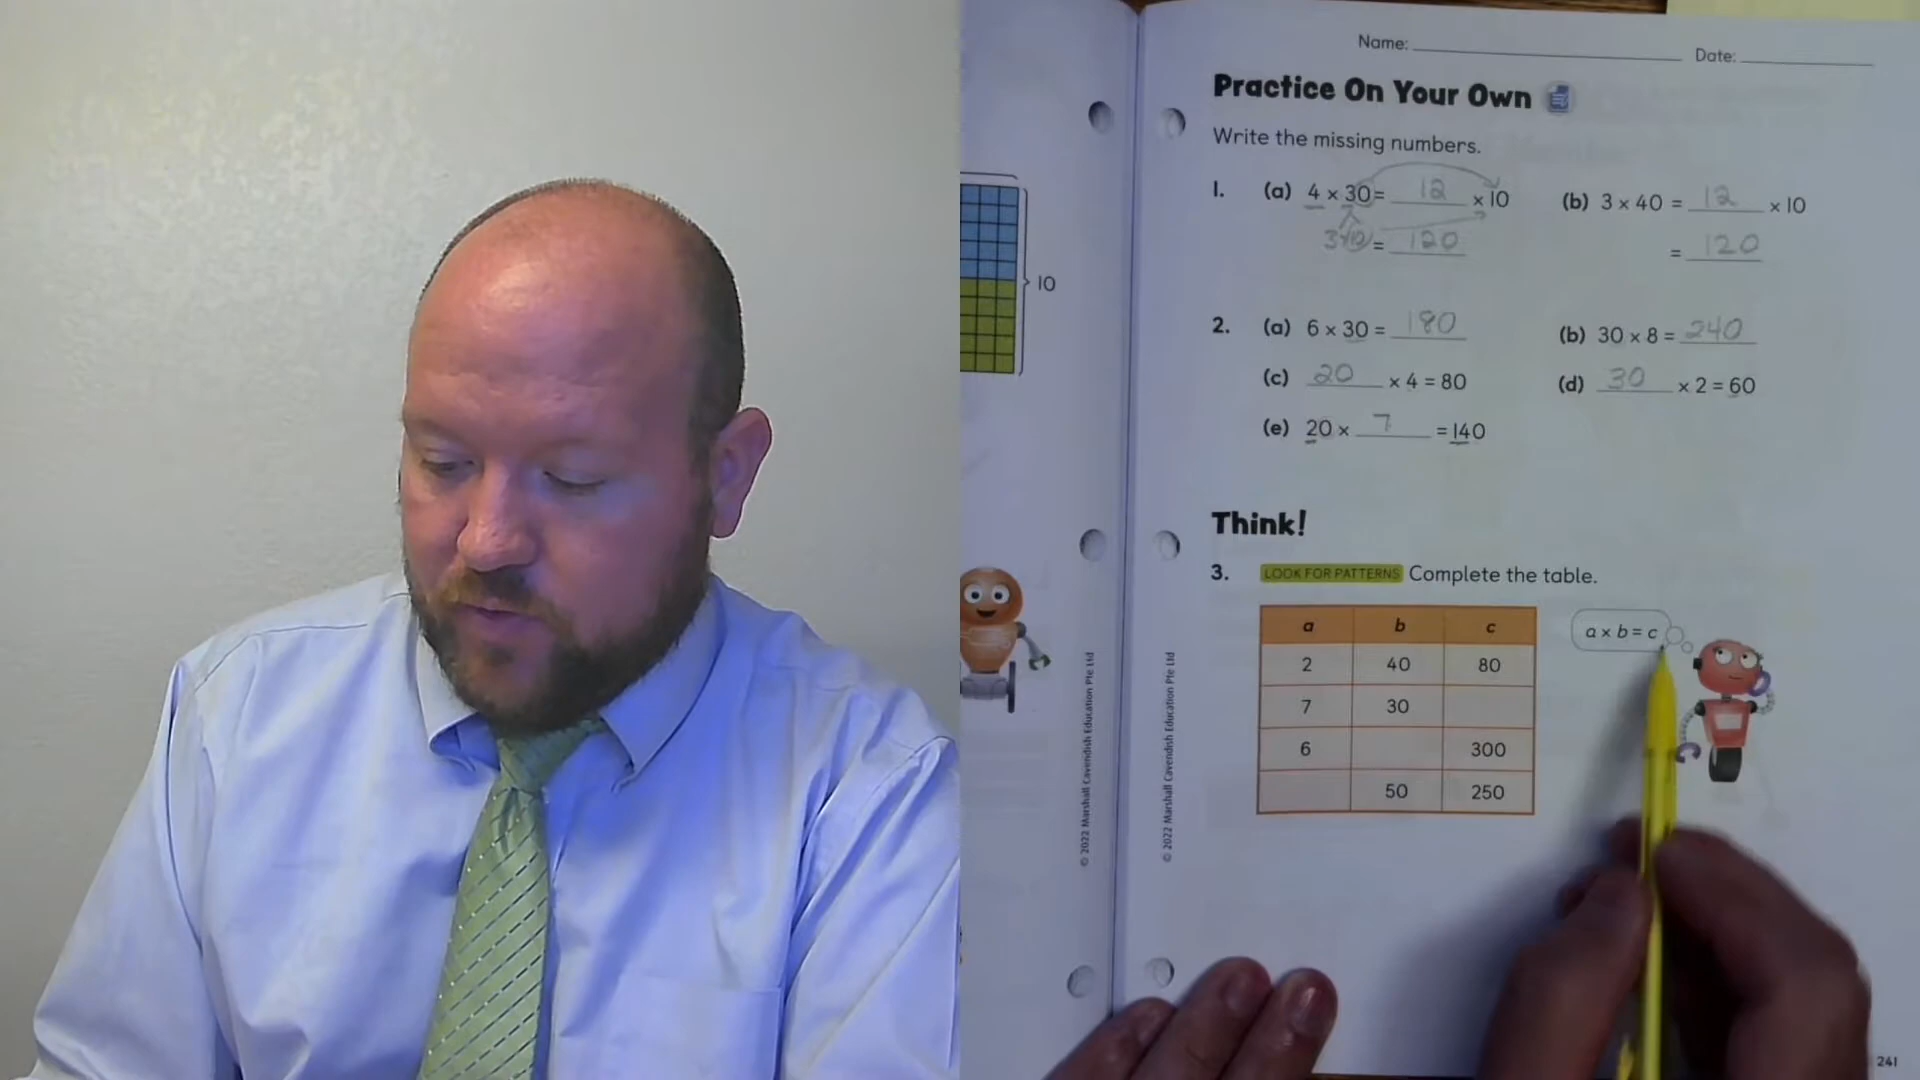 Name: Date:
Practice On Your Own
Write the missing numbers.
1. (a) 4 × 30 = 12 × 10 (b) 3 × 40 = 12 × 10
3×10 = 120 = 120
10
2. (a) 6 × 30 = 180 (b) 30 × 8 = 240
(c) 20 × 4 = 80 (d) 30 × 2 = 60
(e) 20 × 7 = 140
Think!
3. LOOK FOR PATTERNS Complete the table.
a b c
a × b = c
2 40 80
7 30
6 300
50 250
© 2022 Marshall Cavendish Education Pte Ltd
© 2022 Marshall Cavendish Education Pte Ltd
241